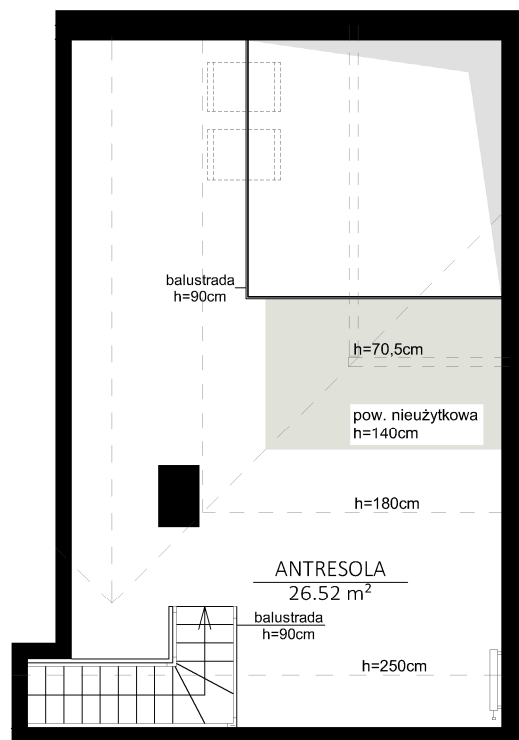 balustrada
h=90cm
h=70,5cm
pow. nieużytkowa
h=140cm
h=180cm
ANTRESOLA
26.52 m²
balustrada
h=90cm
h=250cm